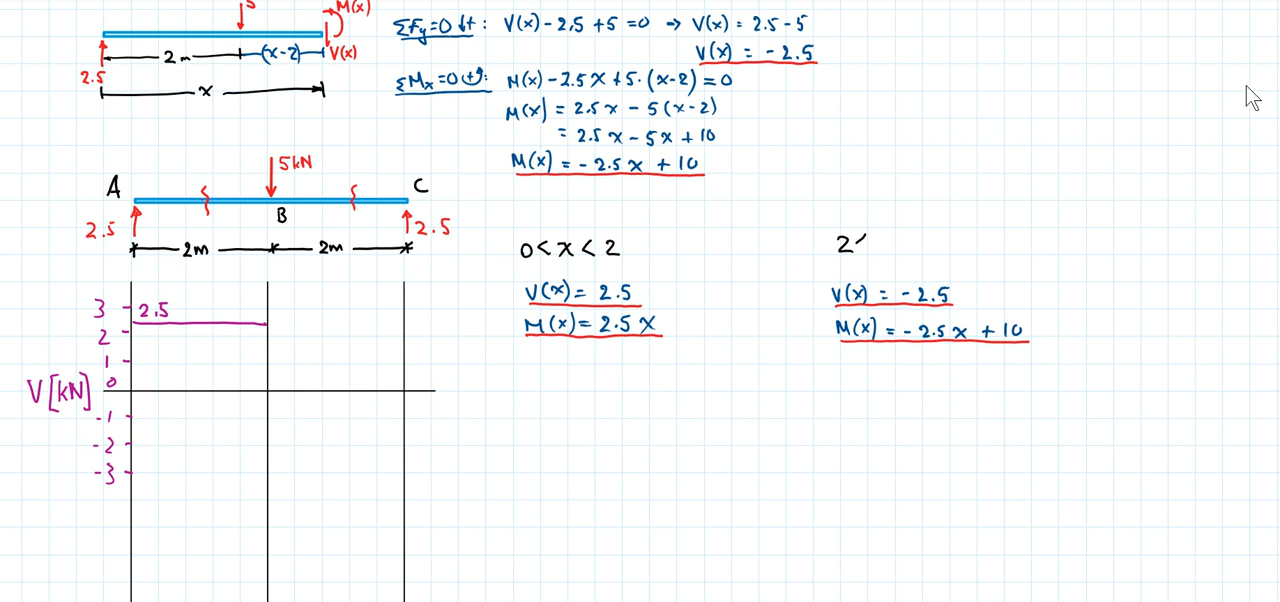 5 M(x)
2m (x-2) V(x)
2.5
x
ΣFy=0 ↓+: V(x)-2.5+5=0 → V(x) = 2.5-5
V(x) = -2.5
ΣMx=0 ↺+: M(x)-2.5x+5·(x-2)=0
M(x) = 2.5x - 5(x-2)
= 2.5x - 5x + 10
M(x) = -2.5x + 10
5kN
A C
B
2.5 2.5
2m 2m
0<x<2
V(x) = 2.5
M(x) = 2.5x
2
V(x) = -2.5
M(x) = -2.5x + 10
3 2.5
2
1
0
V[kN]
-1
-2
-3